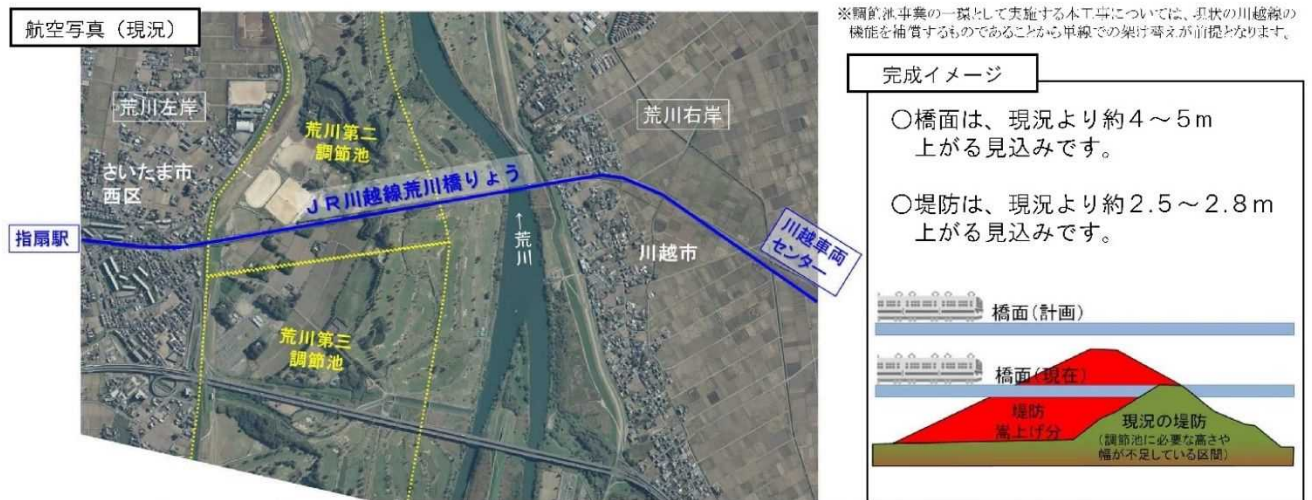 航空写真（現況）
荒川左岸
さいたま市
西区
指扇駅
荒川第二
調節池
ＪＲ川越線荒川橋りょう
←荒川
荒川第三
調節池
荒川右岸
川越市
川越車両
センター
※調節池事業の一環として実施する本工事については、現状の川越線の
機能を補償するものであることから単線での架け替えが前提となります。
完成イメージ
○橋面は、現況より約４～５ｍ
上がる見込みです。
○堤防は、現況より約２.５～２.８ｍ
上がる見込みです。
橋面(計画)
橋面(現在)
堤防
嵩上げ分
現況の堤防
(調節池に必要な高さや
幅が不足している区間)